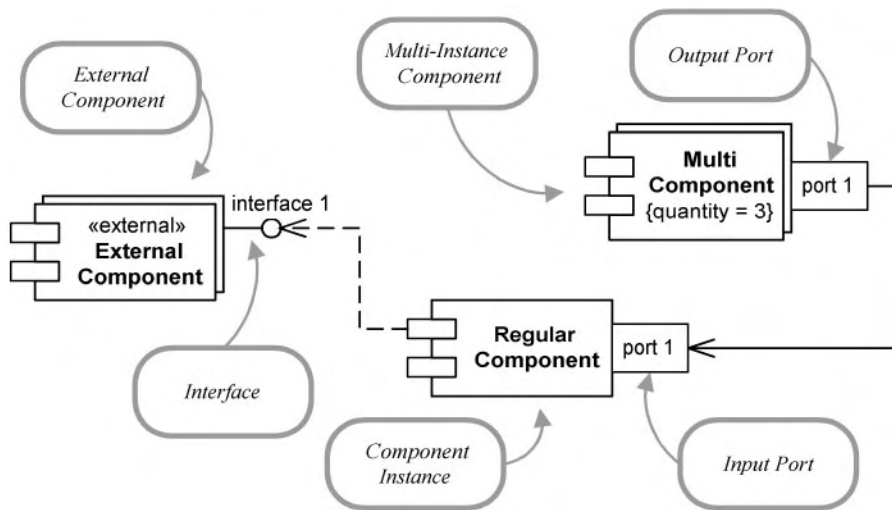 External
Component
Multi-Instance
Component
Output Port
«external»
External
Component
interface 1
Multi
Component
{quantity = 3}
port 1
Regular
Component
port 1
Interface
Component
Instance
Input Port